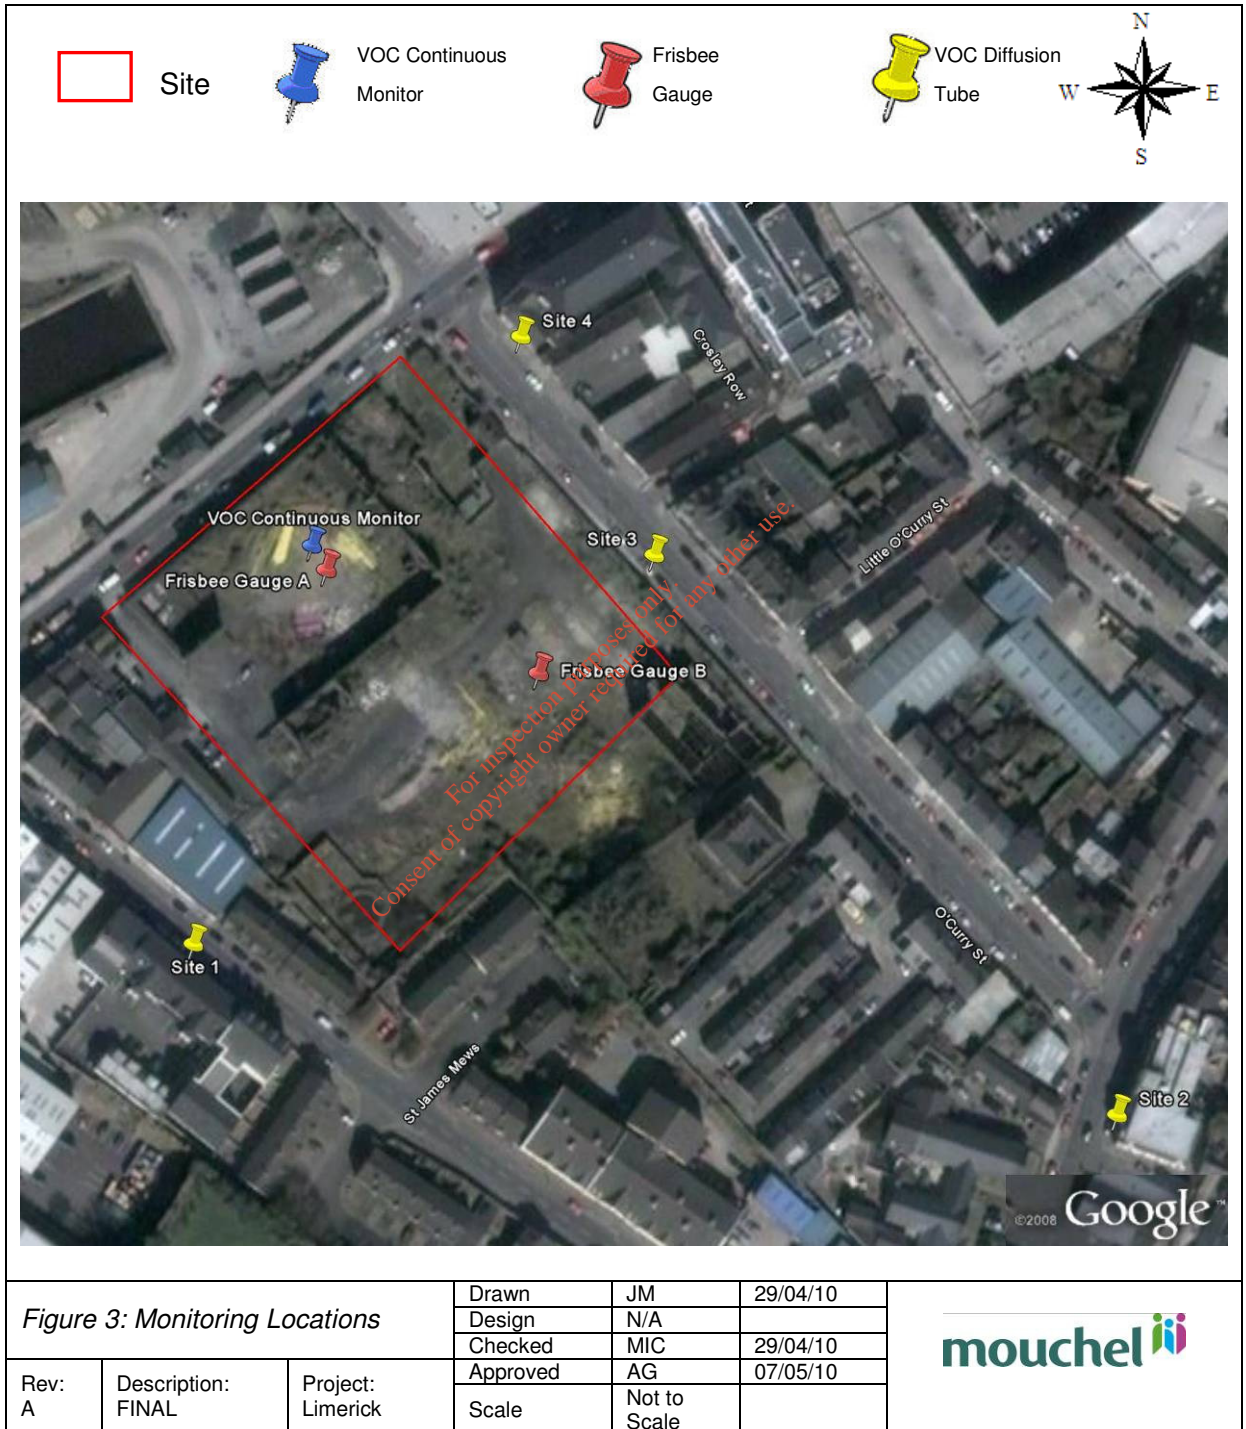 N
VOC Continuous
Monitor
Frisbee
Gauge
VOC Diffusion
Tube
Site
W
E
S
Site 4
Crosley Row
VOC Continuous Monitor
Site 3
Little O'Curry St
Frisbee Gauge A
Frisbee Gauge B
For inspection purposes only.
Consent of copyright owner required for any other use.
O'Curry St
Site 1
St James Mews
Site 2
©2008 Google™
Figure 3: Monitoring Locations
Drawn JM 29/04/10
Design N/A
Checked MIC 29/04/10
Approved AG 07/05/10
Scale Not to
Scale
Rev:
A
Description:
FINAL
Project:
Limerick
mouchel